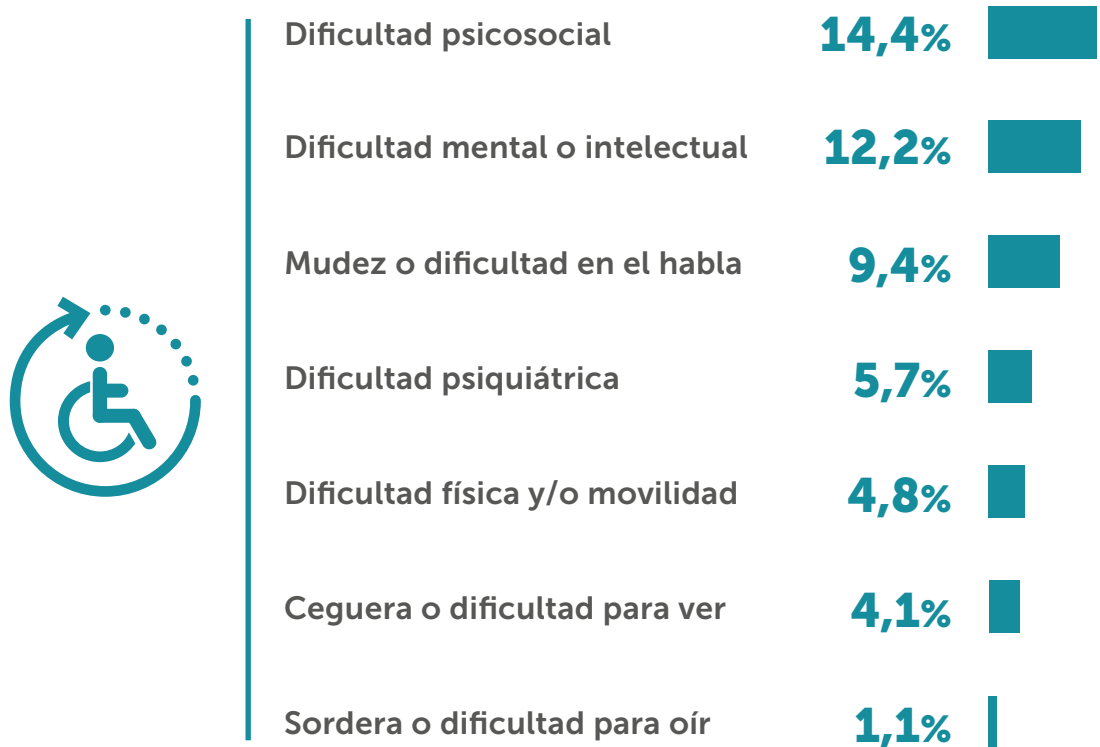 Dificultad psicosocial 14,4%
Dificultad mental o intelectual 12,2%
Mudez o dificultad en el habla 9,4%
Dificultad psiquiátrica 5,7%
Dificultad física y/o movilidad 4,8%
Ceguera o dificultad para ver 4,1%
Sordera o dificultad para oír 1,1%